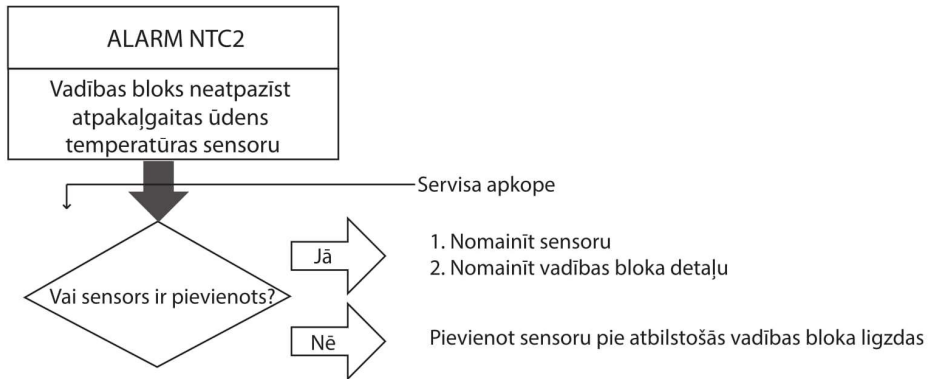 ALARM NTC2
Vadības bloks neatpazīst
atpakaļgaitas ūdens
temperatūras sensoru
Servisa apkope
Vai sensors ir pievienots?
Jā
1. Nomainīt sensoru
2. Nomainīt vadības bloka detaļu
Nē
Pievienot sensoru pie atbilstošās vadības bloka ligzdas